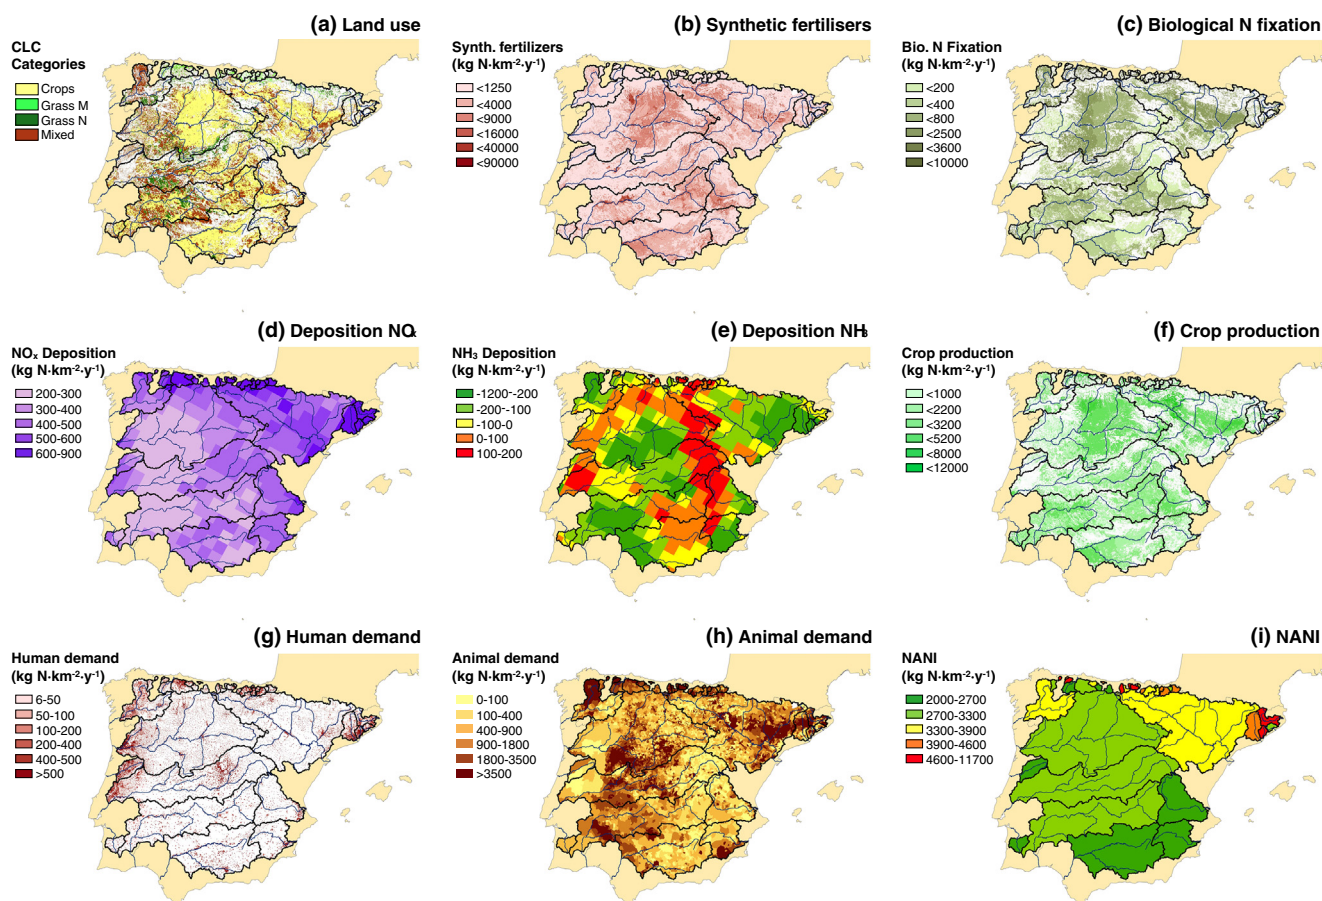 (a) Land use
CLC
Categories
Crops
Grass M
Grass N
Mixed
(b) Synthetic fertilisers
Synth. fertilizers
(kg N·km⁻²·y⁻¹)
<1250
<4000
<9000
<16000
<40000
<90000
(c) Biological N fixation
Bio. N Fixation
(kg N·km⁻²·y⁻¹)
<200
<400
<800
<2500
<3600
<10000
(d) Deposition NOₓ
NOₓ Deposition
(kg N·km⁻²·y⁻¹)
200-300
300-400
400-500
500-600
600-900
(e) Deposition NH₃
NH₃ Deposition
(kg N·km⁻²·y⁻¹)
-1200--200
-200--100
-100-0
0-100
100-200
(f) Crop production
Crop production
(kg N·km⁻²·y⁻¹)
<1000
<2200
<3200
<5200
<8000
<12000
(g) Human demand
Human demand
(kg N·km⁻²·y⁻¹)
6-50
50-100
100-200
200-400
400-500
>500
(h) Animal demand
Animal demand
(kg N·km⁻²·y⁻¹)
0-100
100-400
400-900
900-1800
1800-3500
>3500
(i) NANI
NANI
(kg N·km⁻²·y⁻¹)
2000-2700
2700-3300
3300-3900
3900-4600
4600-11700